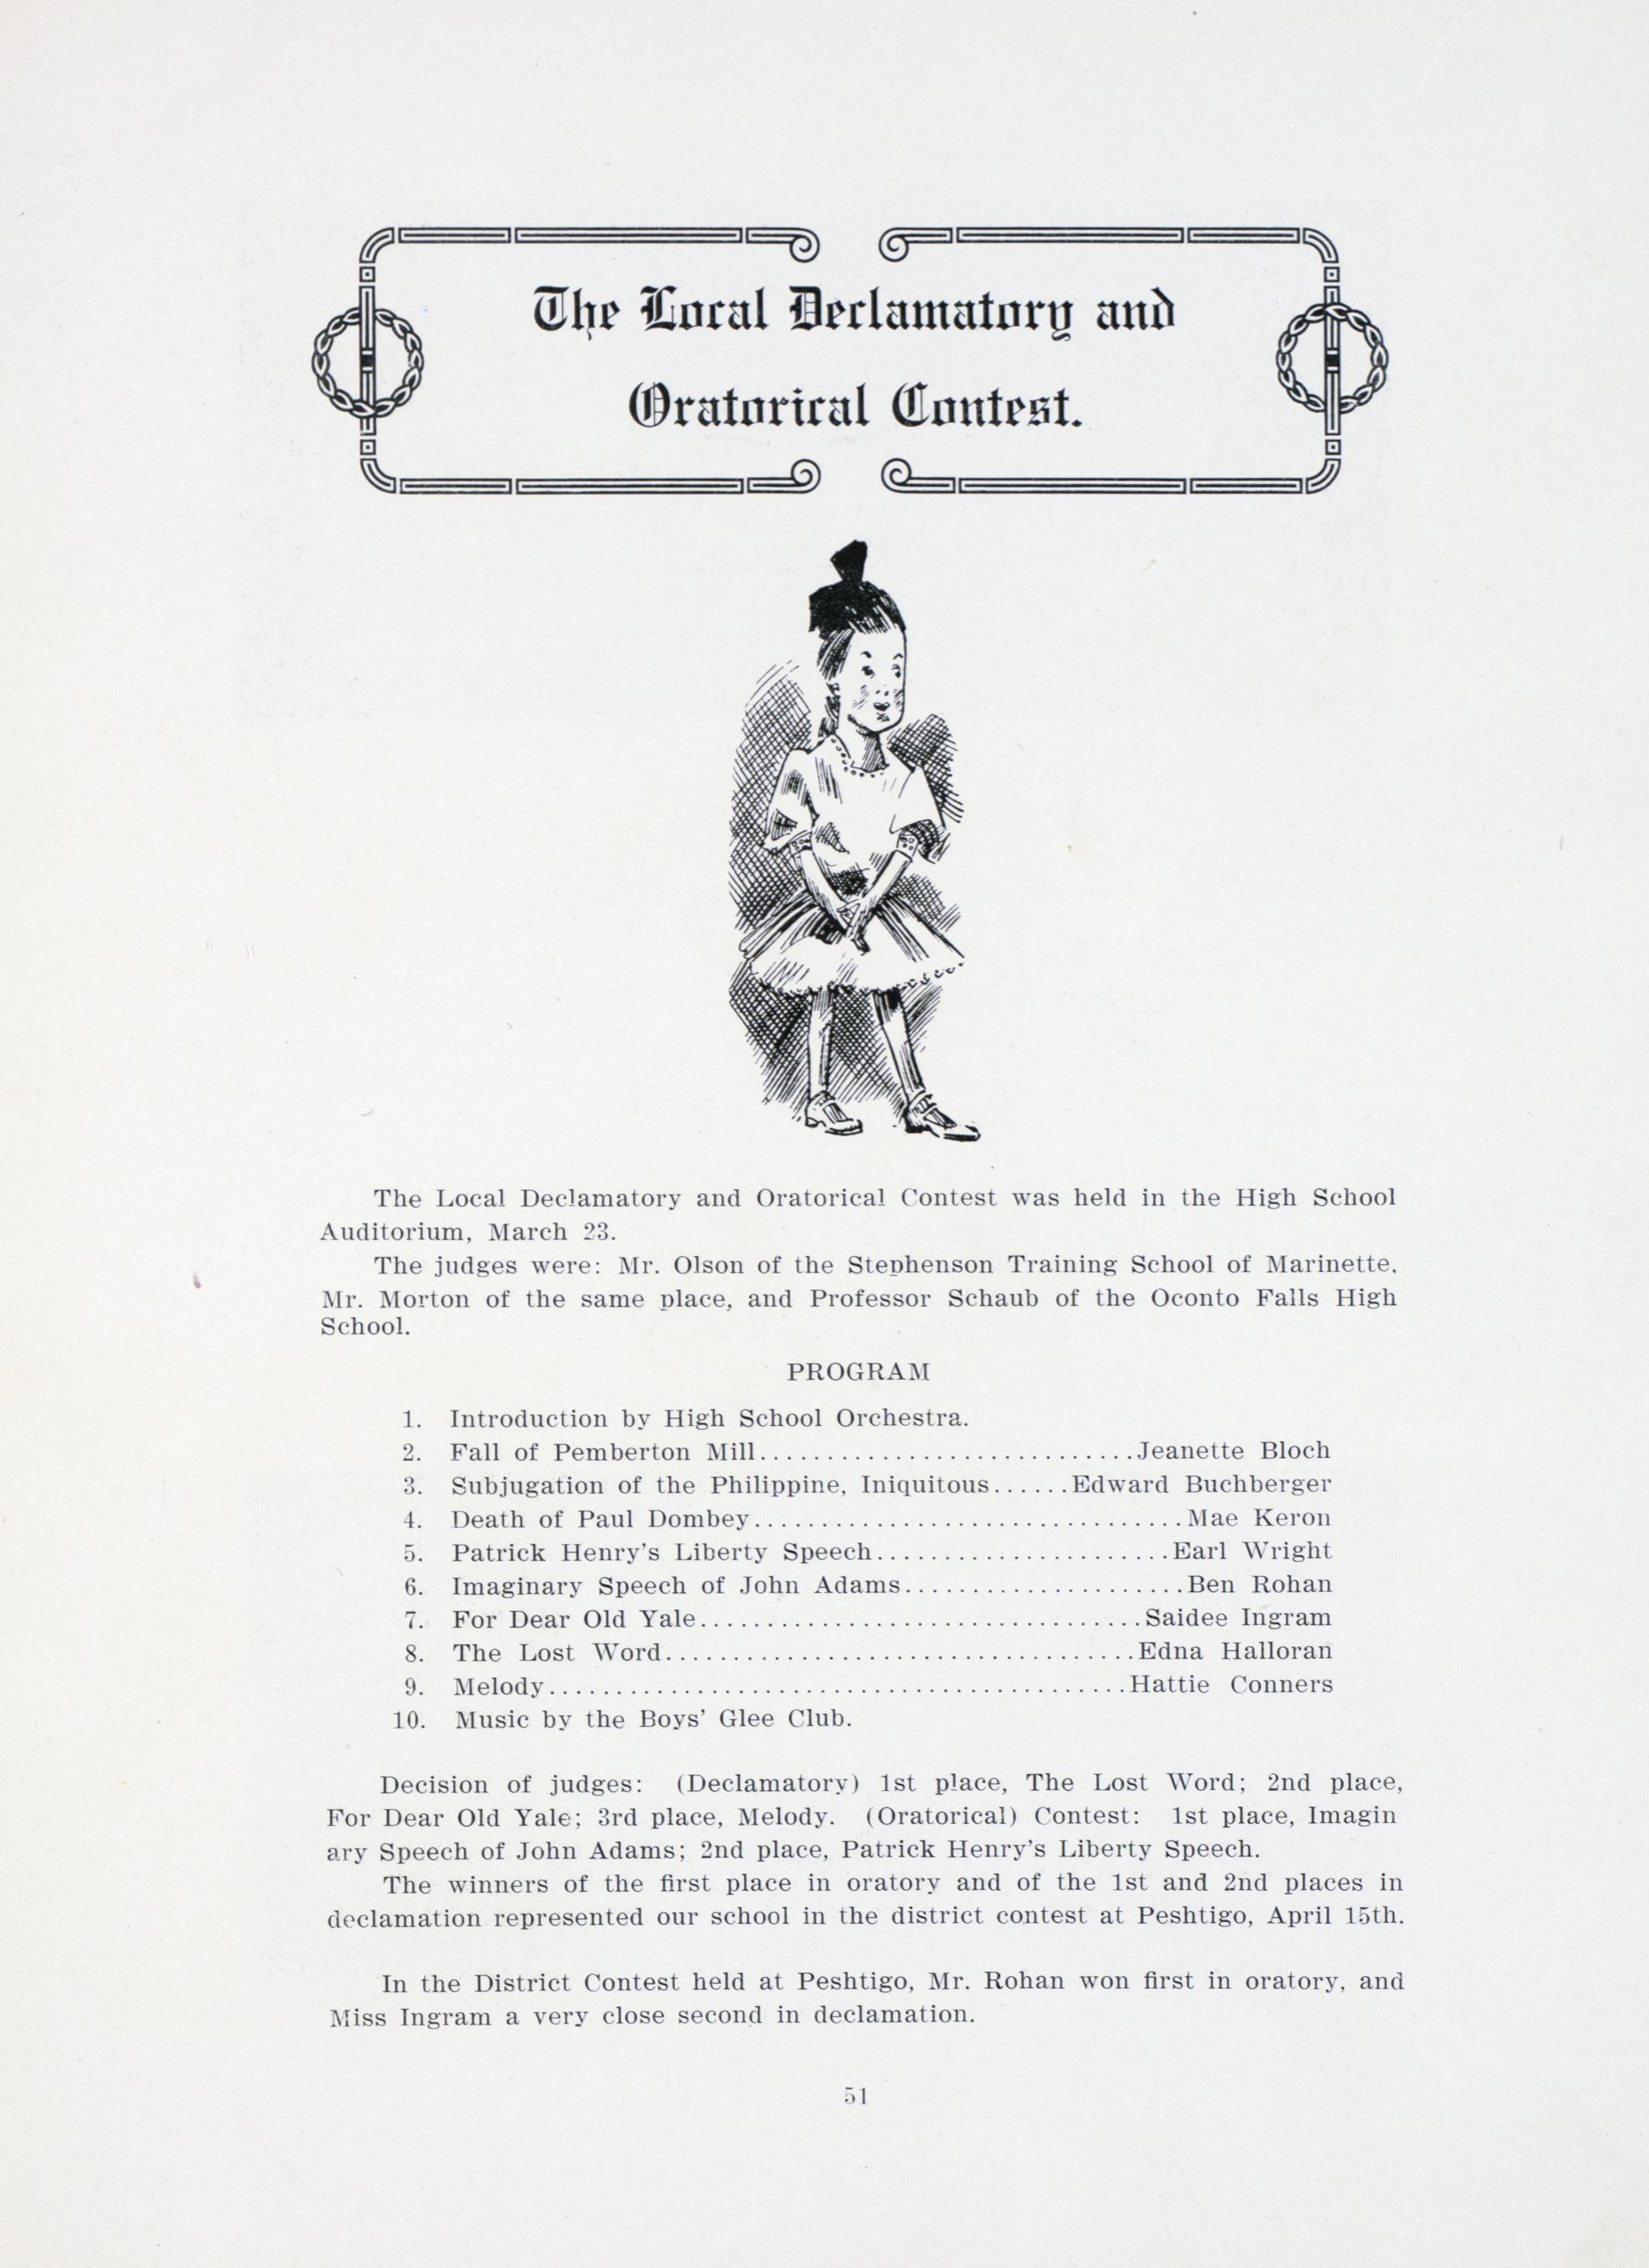 The Local Declamatory and
Oratorical Contest.
The Local Declamatory and Oratorical Contest was held in the High School
Auditorium, March 23.
The judges were: Mr. Olson of the Stephenson Training School of Marinette.
Mr. Morton of the same place, and Professor Schaub of the Oconto Falls High
School.
PROGRAM
1. Introduction by High School Orchestra.
2. Fall of Pemberton Mill............................Jeanette Bloch
3. Subjugation of the Philippine, Iniquitous......Edward Buchberger
4. Death of Paul Dombey................................Mae Keron
5. Patrick Henry's Liberty Speech......................Earl Wright
6. Imaginary Speech of John Adams.....................Ben Rohan
7. For Dear Old Yale.................................Saidee Ingram
8. The Lost Word...................................Edna Halloran
9. Melody...........................................Hattie Conners
10. Music by the Boys' Glee Club.
Decision of judges: (Declamatory) 1st place, The Lost Word; 2nd place,
For Dear Old Yale; 3rd place, Melody. (Oratorical) Contest: 1st place, Imagin
ary Speech of John Adams; 2nd place, Patrick Henry's Liberty Speech.
The winners of the first place in oratory and of the 1st and 2nd places in
declamation represented our school in the district contest at Peshtigo, April 15th.
In the District Contest held at Peshtigo, Mr. Rohan won first in oratory, and
Miss Ingram a very close second in declamation.
51